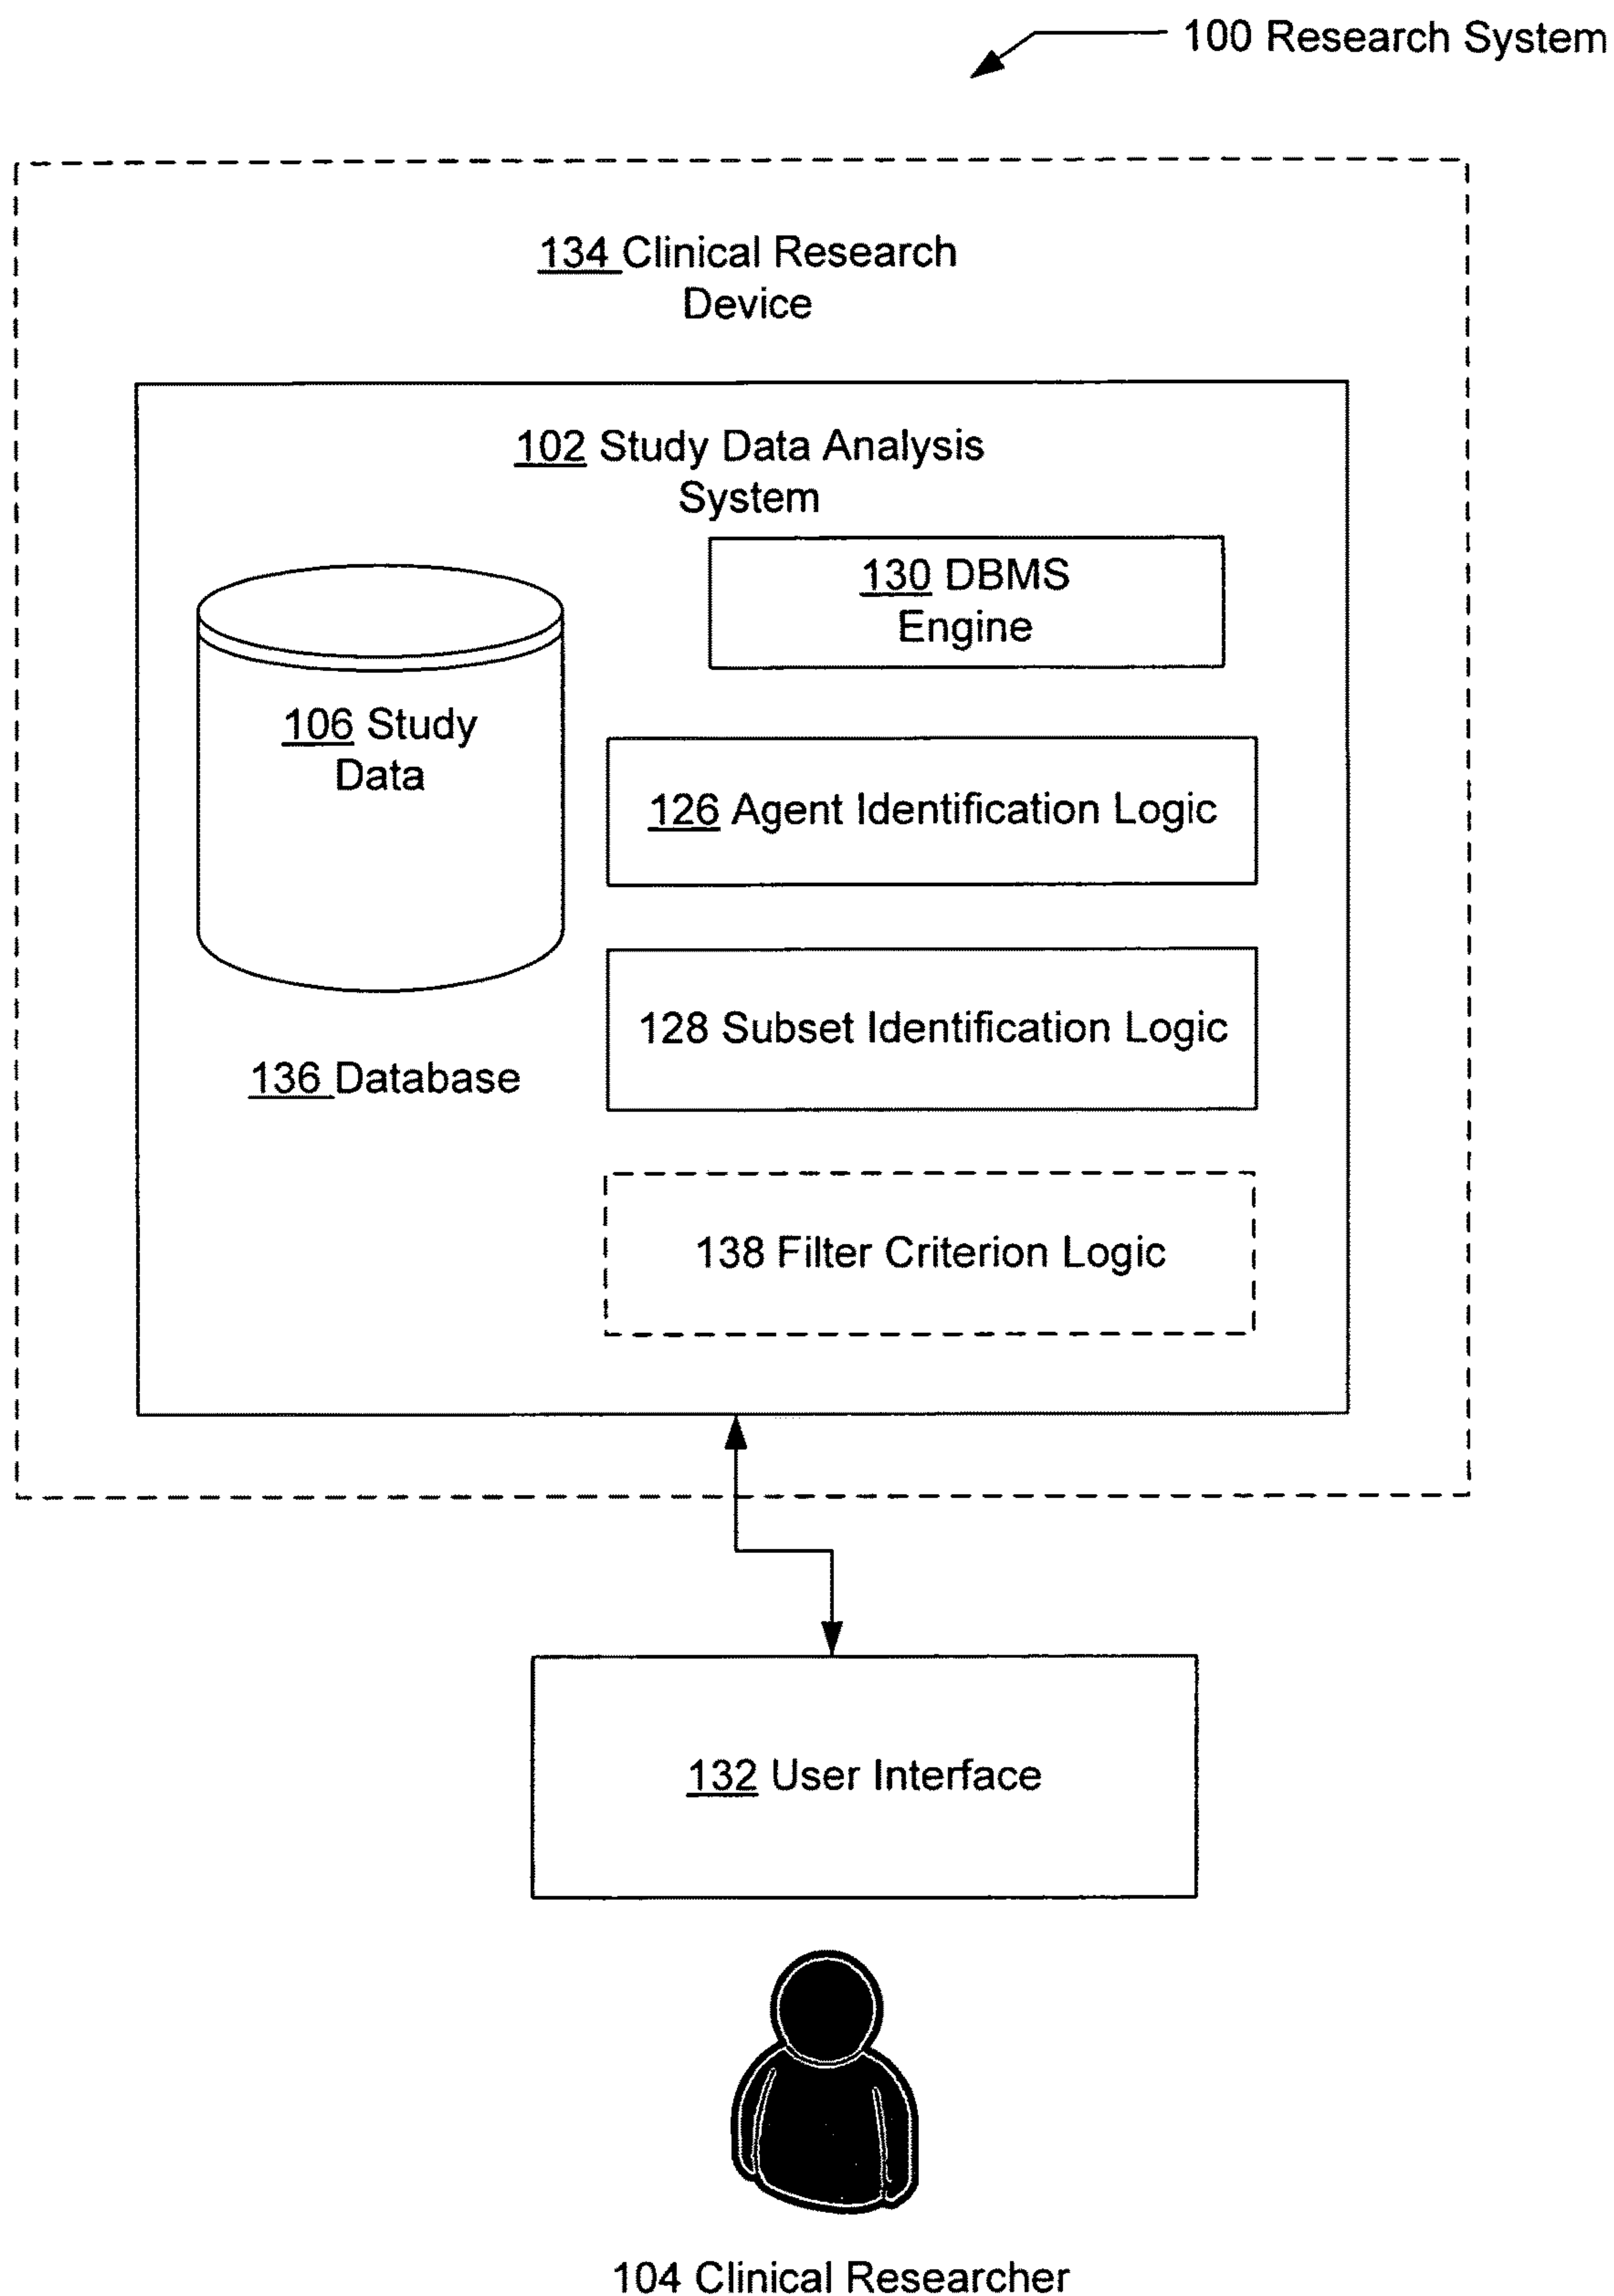 100 Research System
134 Clinical Research
Device
102 Study Data Analysis
System
130 DBMS
Engine
106 Study
Data
126 Agent Identification Logic
128 Subset Identification Logic
136 Database
138 Filter Criterion Logic
132 User Interface
104 Clinical Researcher